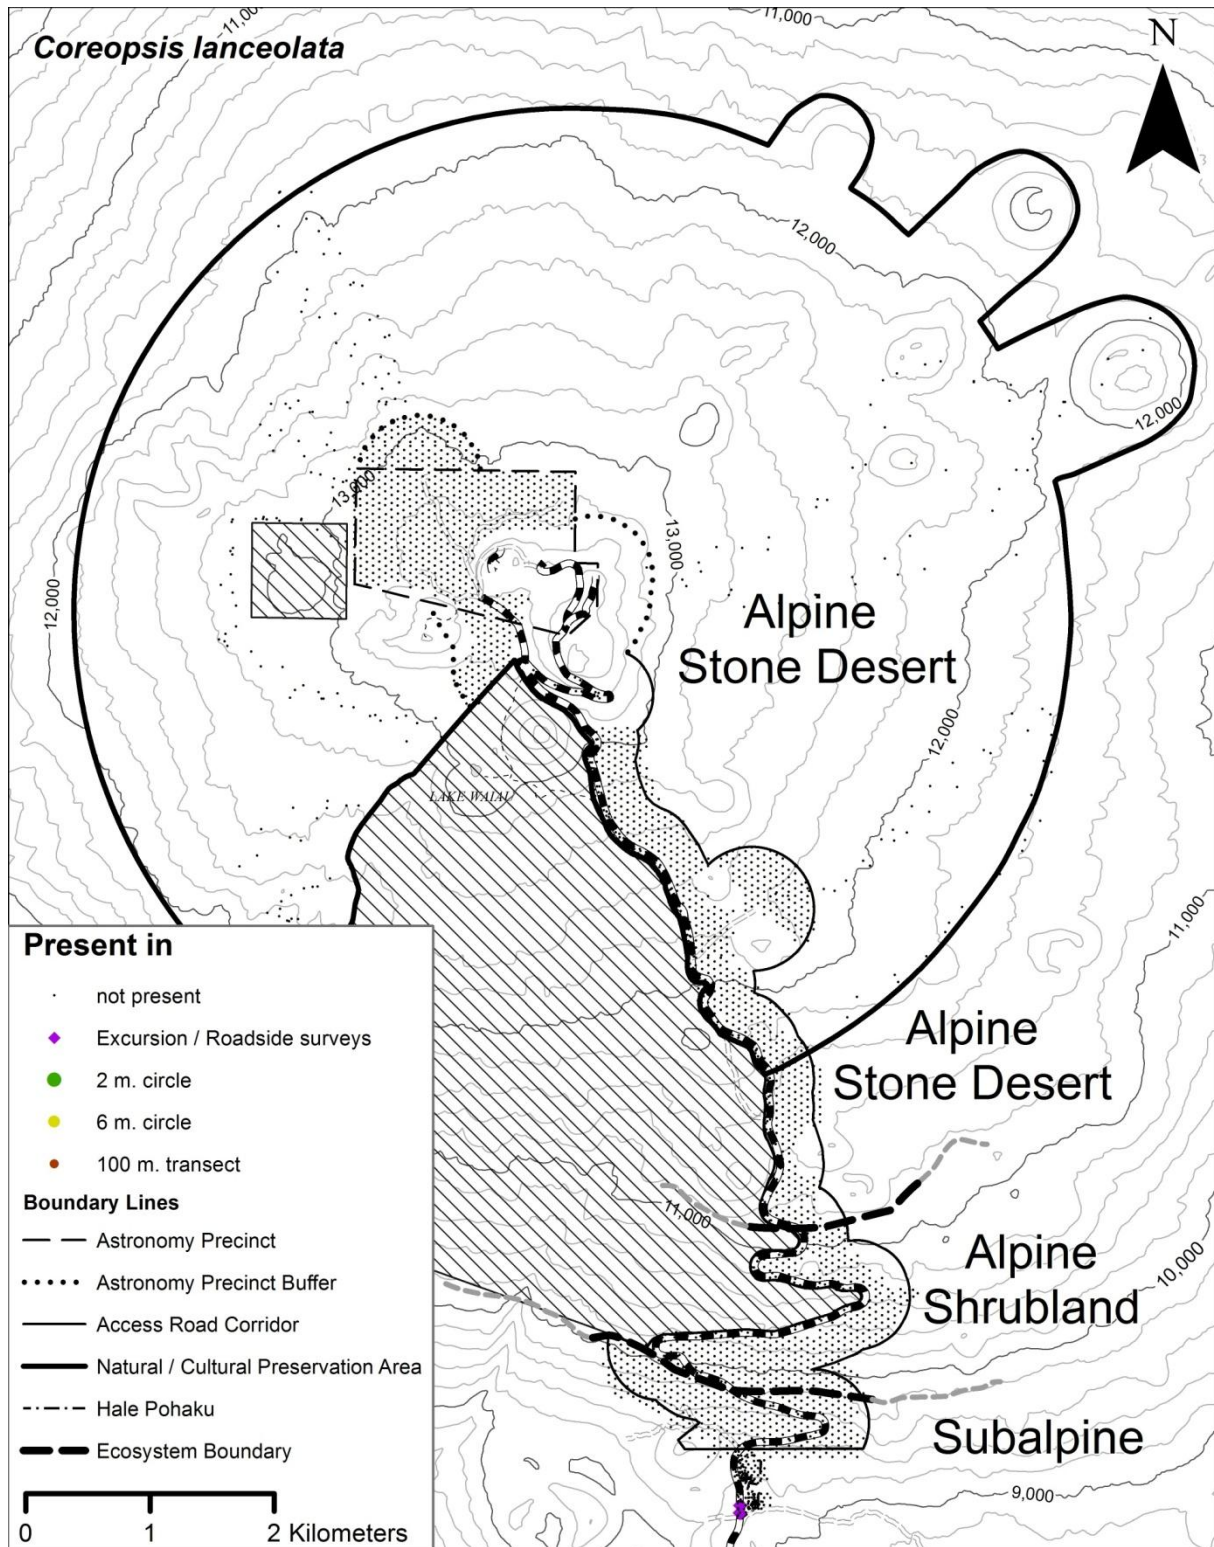 11,000
11,000
Coreopsis lanceolata
N
12,000
12,000
13,000
13,000
12,000
Alpine
Stone Desert
12,000
LAKE WAIAU
11,000
Present in
not present
Excursion / Roadside surveys
2 m. circle
6 m. circle
100 m. transect
Boundary Lines
Astronomy Precinct
Astronomy Precinct Buffer
Access Road Corridor
Natural / Cultural Preservation Area
Hale Pohaku
Ecosystem Boundary
0 1 2 Kilometers
Alpine
Stone Desert
11,000
Alpine
Shrubland
10,000
Subalpine
9,000